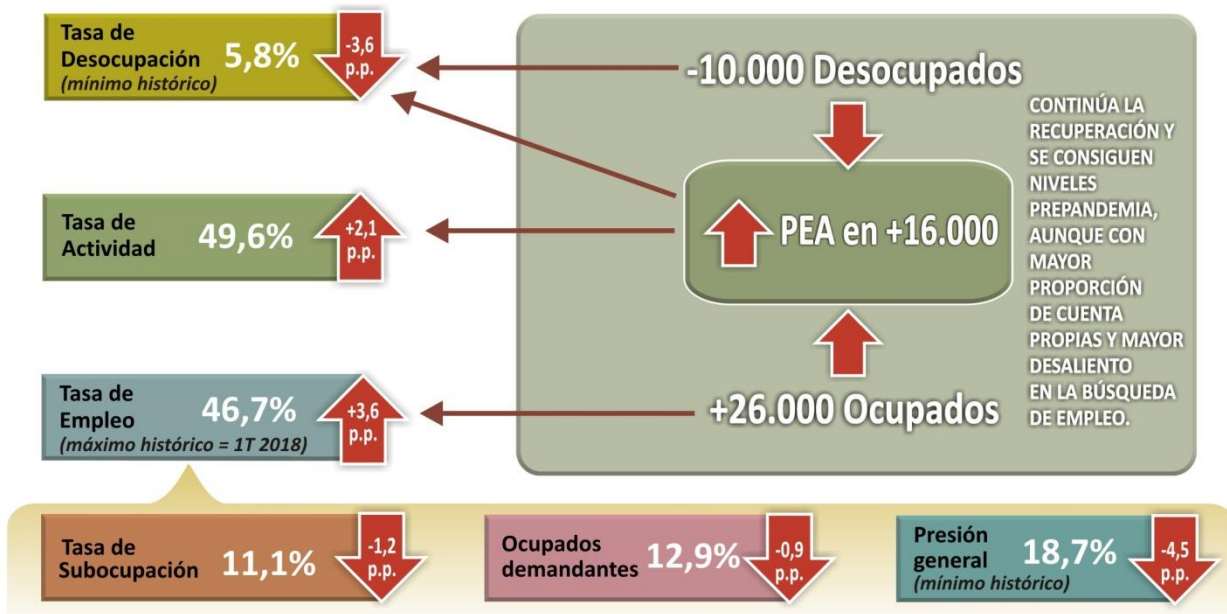 Tasa de
Desocupación
(mínimo histórico)
5,8%
-3,6
p.p.
-10.000 Desocupados
PEA en +16.000
+26.000 Ocupados
CONTINÚA LA
RECUPERACIÓN Y
SE CONSIGUEN
NIVELES
PREPANDEMIA,
AUNQUE CON
MAYOR
PROPORCIÓN
DE CUENTA
PROPIAS Y MAYOR
DESALIENTO
EN LA BÚSQUEDA
DE EMPLEO.
Tasa de
Actividad
49,6%
+2,1
p.p.
Tasa de
Empleo
(máximo histórico = 1T 2018)
46,7%
+3,6
p.p.
Tasa de
Subocupación
11,1%
-1,2
p.p.
Ocupados
demandantes
12,9%
-0,9
p.p.
Presión
general
(mínimo histórico)
18,7%
-4,5
p.p.